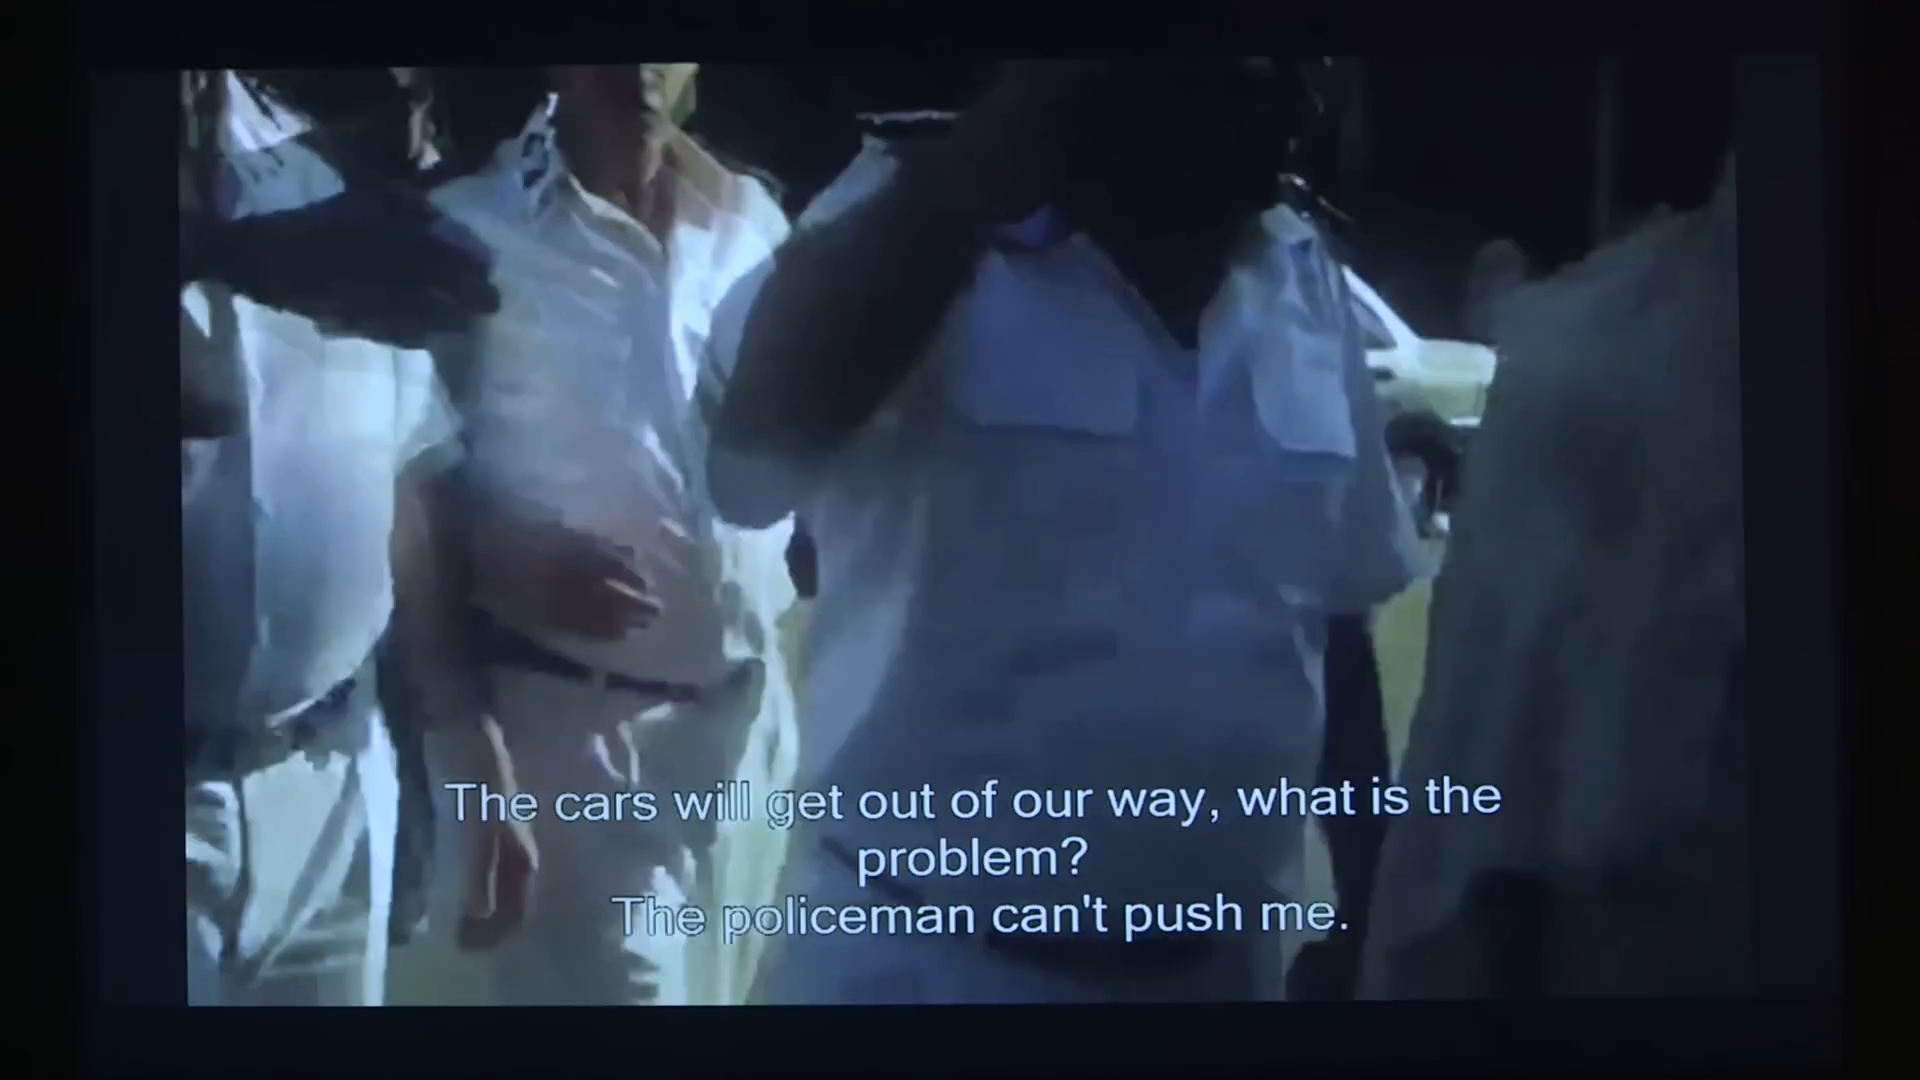 The cars will get out of our way, what is the
problem?
The policeman can't push me.